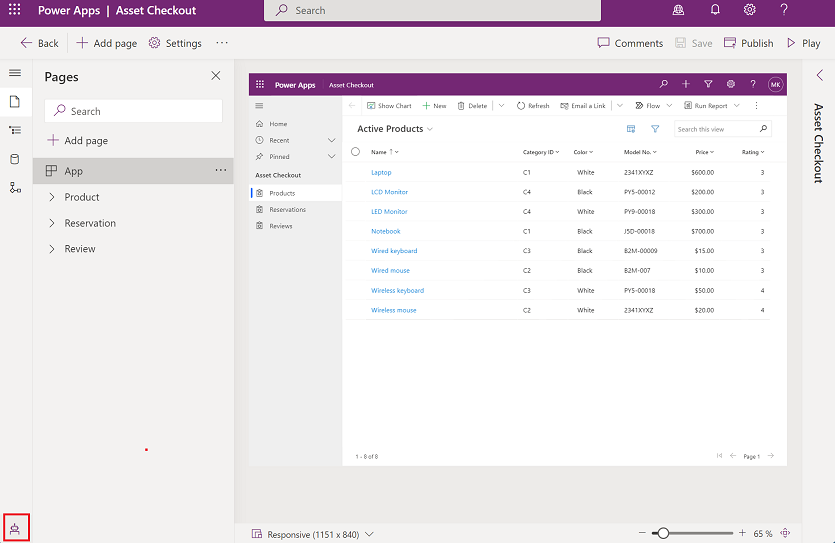 Power Apps | Asset Checkout
Search
Back
Add page
Settings
...
Comments
Save
Publish
Play
Pages
Search
Add page
App
...
Product
Reservation
Review
Power Apps | Asset Checkout
MK
Show Chart
New
Delete
Refresh
Email a Link
Flow
Run Report
Home
Recent
Pinned
Asset Checkout
Products
Reservations
Reviews
Active Products
Search this view
Name Category ID Color Model No. Price Rating
Laptop C1 White 2341XYXZ $600.00 3
LCD Monitor C4 Black PY5-00012 $200.00 3
LED Monitor C4 White PY9-00018 $300.00 3
Notebook C1 Black J5D-00018 $700.00 3
Wired keyboard C3 Black B2M-00009 $15.00 3
Wired mouse C2 Black B2M-007 $10.00 3
Wireless keyboard C3 White PY5-00018 $50.00 4
Wireless mouse C2 White 2341XYXZ $20.00 4
1 - 8 of 8
Page 1
Asset Checkout
Responsive (1151 x 840)
65 %